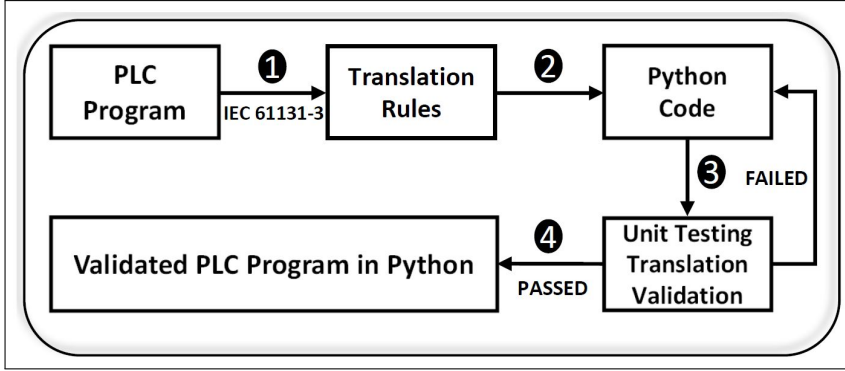 PLC
Program
1
IEC 61131-3
Translation
Rules
2
Python
Code
3
FAILED
Unit Testing
Translation
Validation
4
PASSED
Validated PLC Program in Python